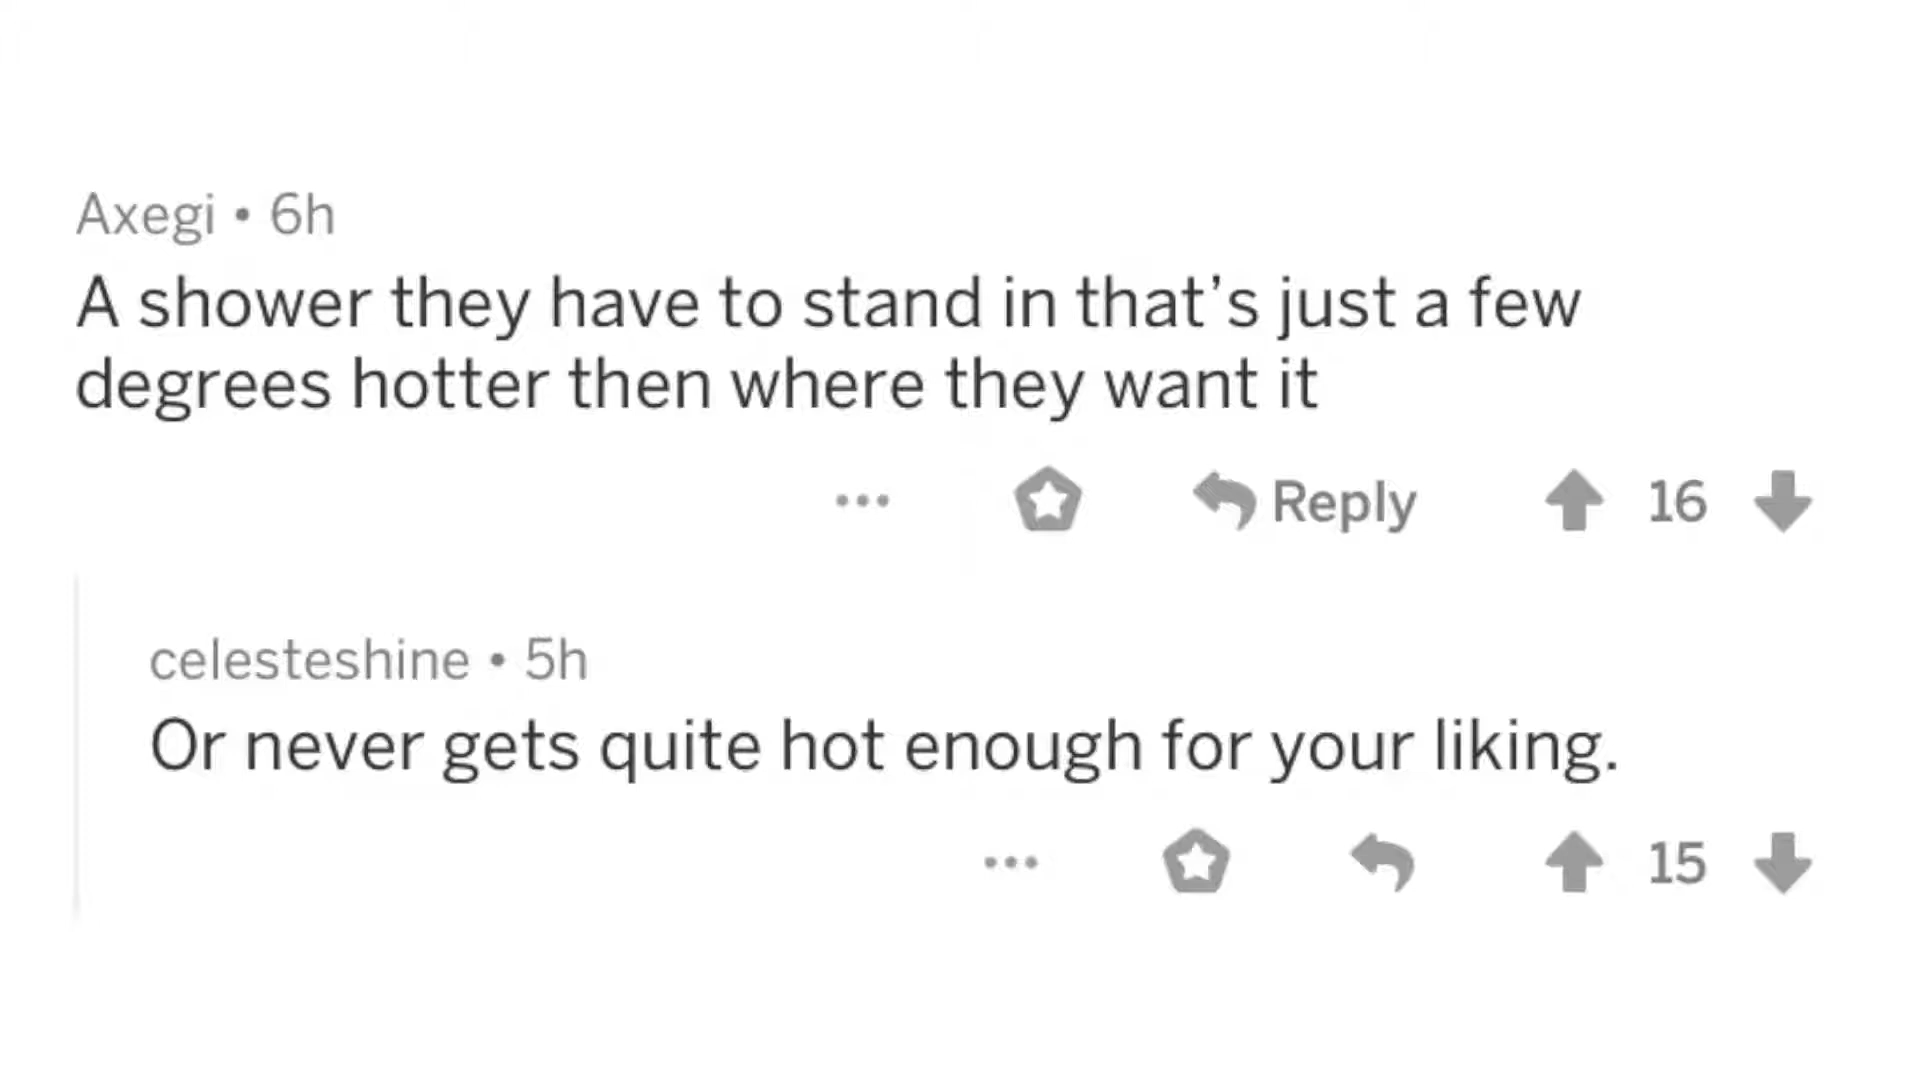 Axegi • 6h
A shower they have to stand in that’s just a few
degrees hotter then where they want it
Reply 16
celesteshine • 5h
Or never gets quite hot enough for your liking.
15